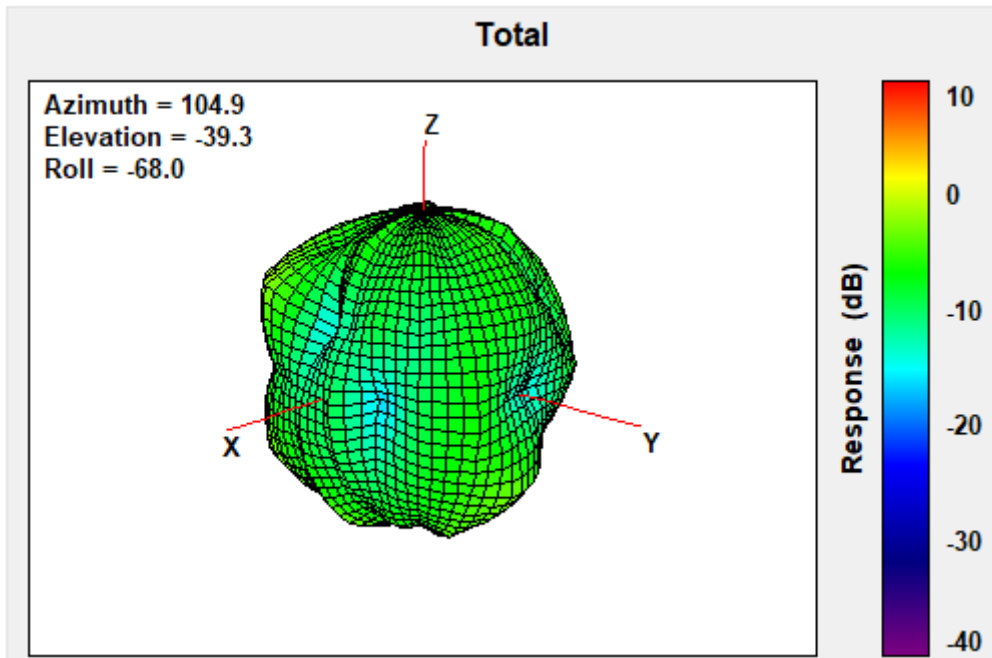 Total
Azimuth = 104.9
Elevation = -39.3
Roll = -68.0
Z
X
Y
10
0
-10
-20
-30
-40
Response (dB)